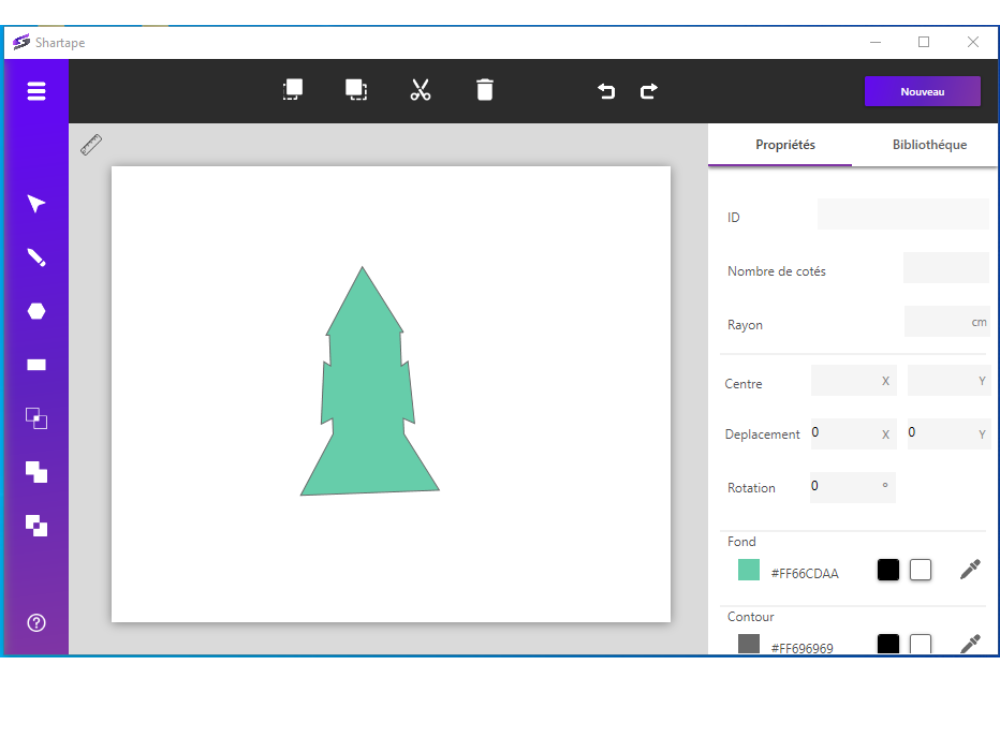 Shartape
Nouveau
Propriétés
Bibliothéque
ID
Nombre de cotés
Rayon
cm
Centre
X
Y
Deplacement
0
X
0
Y
Rotation
0
°
Fond
#FF66CDAA
Contour
#FF696969